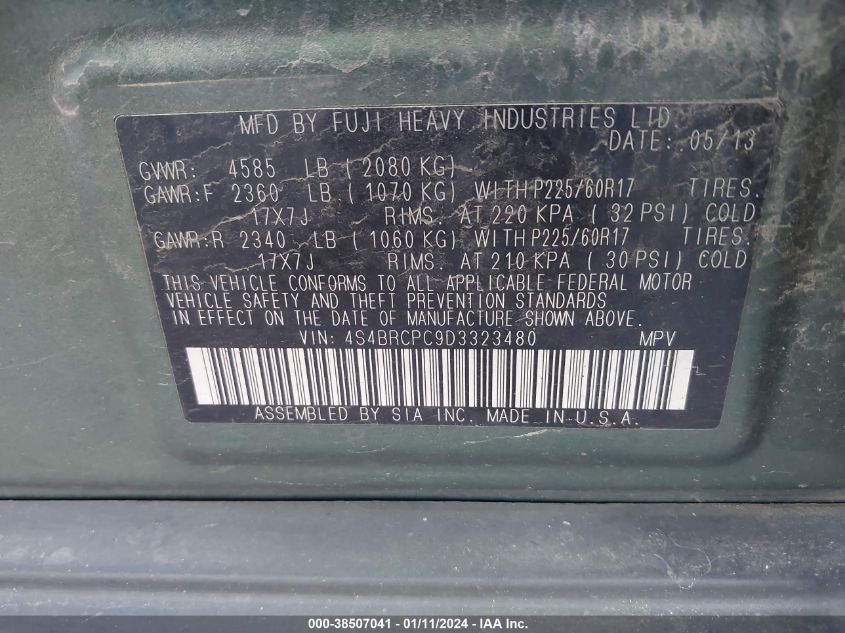 MFD BY FUJI HEAVY INDUSTRIES LTD.
DATE: 05/13
GVWR: 4585 LB ( 2080 KG)
GAWR:F 2360 LB ( 1070 KG) WITH P225/60R17 TIRES.
17X7J RIMS. AT 220 KPA ( 32 PSI) COLD
GAWR:R 2340 LB ( 1060 KG) WITH P225/60R17 TIRES.
17X7J RIMS. AT 210 KPA ( 30 PSI) COLD
THIS VEHICLE CONFORMS TO ALL APPLICABLE FEDERAL MOTOR
VEHICLE SAFETY AND THEFT PREVENTION STANDARDS
IN EFFECT ON THE DATE OF MANUFACTURE SHOWN ABOVE.
VIN: 4S4BRCPC9D3323480 MPV
ASSEMBLED BY SIA INC. MADE IN U.S.A.
000-38507041 - 01/11/2024 - IAA Inc.